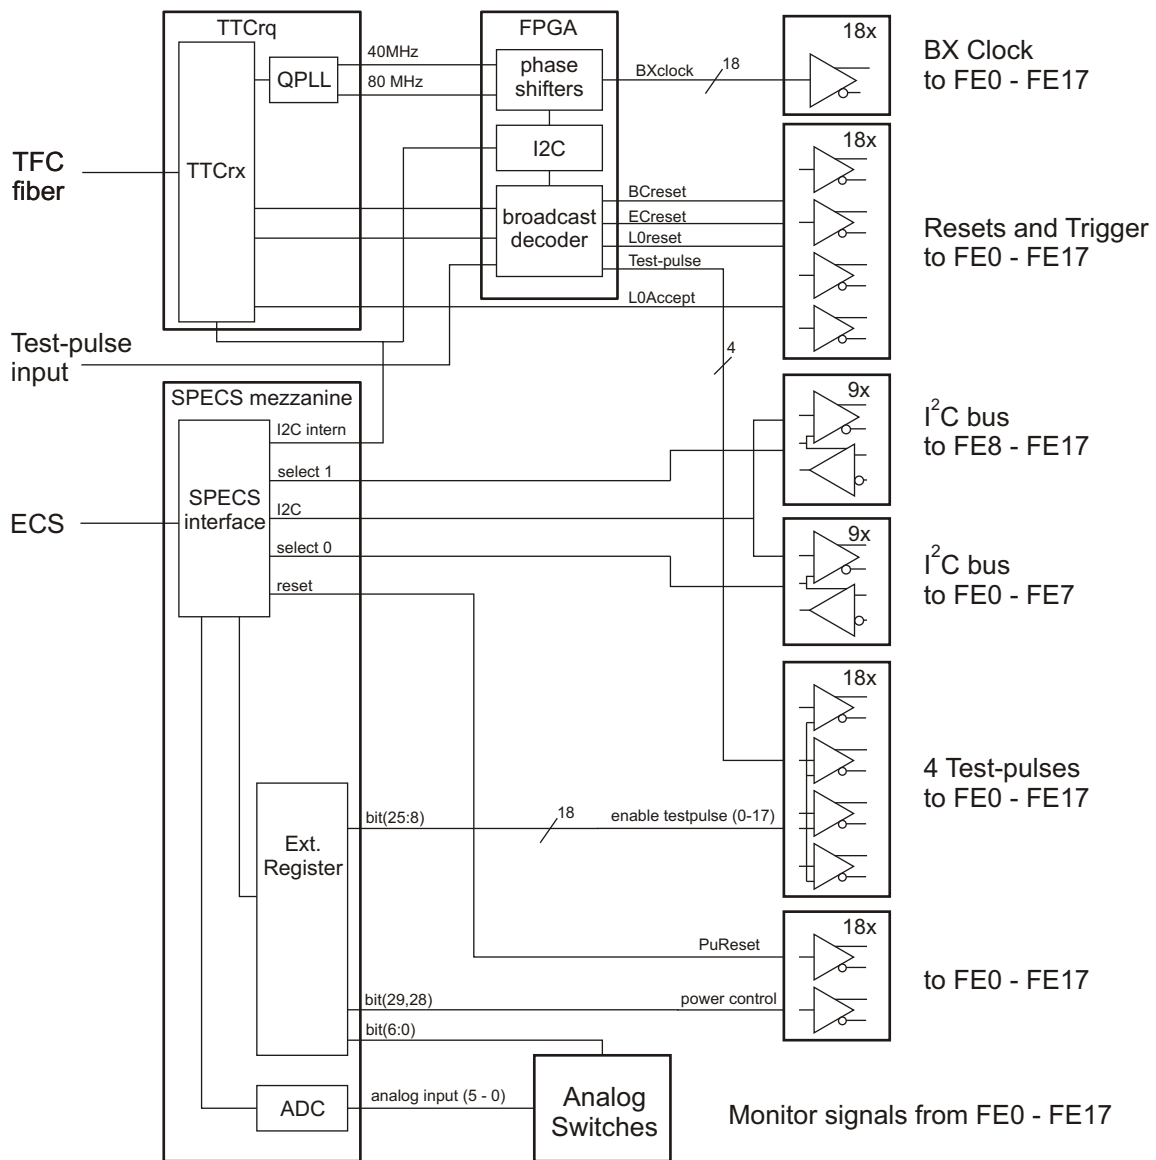 TTCrq
FPGA
18x
40MHz
QPLL
80 MHz
phase
shifters
BXclock
18
BX Clock
to FE0 - FE17
TFC
fiber
TTCrx
I2C
18x
broadcast
decoder
BCreset
ECreset
L0reset
Test-pulse
L0Accept
Resets and Trigger
to FE0 - FE17
Test-pulse
input
4
SPECS mezzanine
I2C intern
select 1
SPECS
interface
I2C
select 0
reset
ECS
9x
I²C bus
to FE8 - FE17
9x
I²C bus
to FE0 - FE7
18x
4 Test-pulses
to FE0 - FE17
Ext.
Register
bit(25:8)
18
enable testpulse (0-17)
18x
PuReset
to FE0 - FE17
bit(29,28)
power control
bit(6:0)
ADC
analog input (5 - 0)
Analog
Switches
Monitor signals from FE0 - FE17